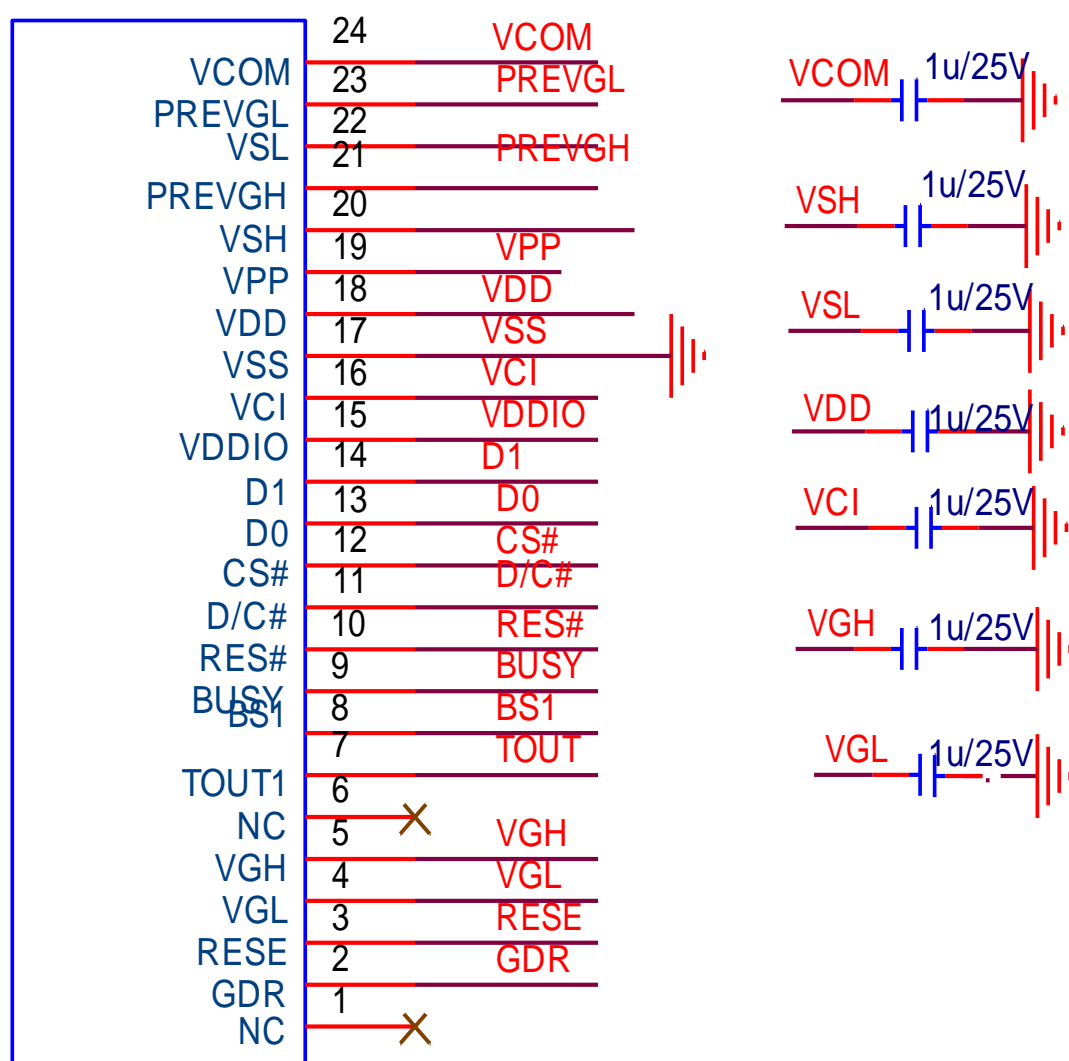 24 VCOM
VCOM 23 PREVGL
PREVGL 22
VSL 21 PREVGH
PREVGH 20
VSH 19 VPP
VPP 18 VDD
VDD 17 VSS
VSS 16 VCI
VCI 15 VDDIO
VDDIO 14 D1
D1 13 D0
D0 12 CS#
CS# 11 D/C#
D/C# 10 RES#
RES# 9 BUSY
BUSY
BS1 8 BS1
7 TOUT
TOUT1 6
NC 5 VGH
VGH 4 VGL
VGL 3 RESE
RESE 2 GDR
GDR 1
NC
VCOM 1u/25V
VSH 1u/25V
VSL 1u/25V
VDD 1u/25V
VCI 1u/25V
VGH 1u/25V
VGL 1u/25V